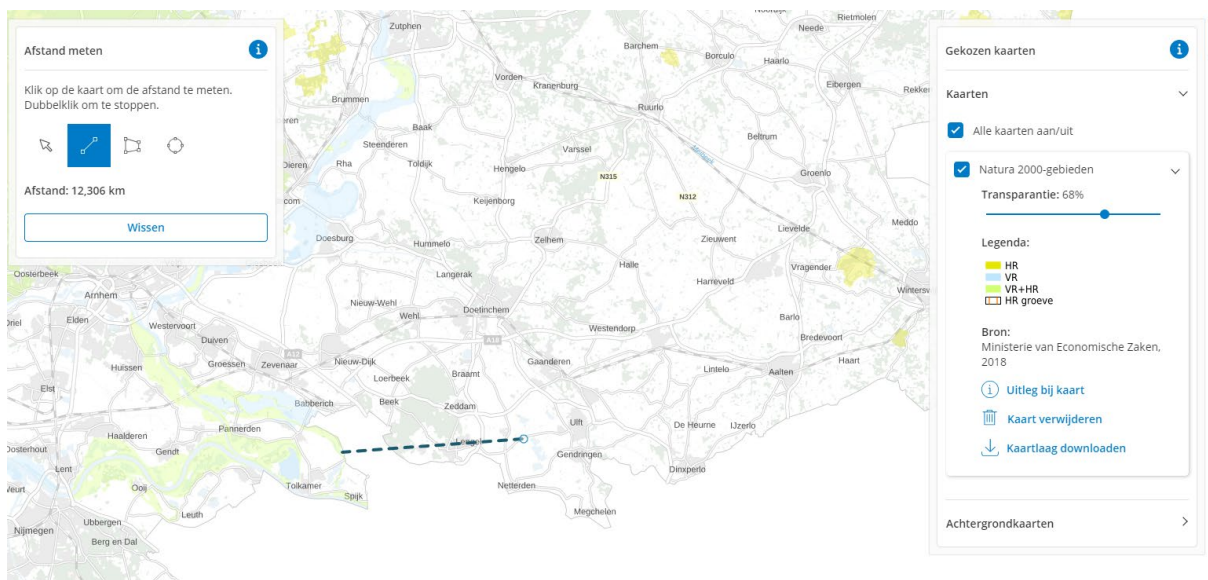 Afstand meten
Klik op de kaart om de afstand te meten.
Dubbelklik om te stoppen.
Afstand: 12,306 km
Wissen
Zutphen
Rietmolen
Neede
Barchem
Borculo
Haarlo
Vorden
Kranenburg
Eibergen
Rekken
Brummen
Ruurlo
Baak
Steenderen
Beltrum
Varssel
Rha
Toldijk
Hengelo
N315
Groenlo
Keijenborg
N312
Meddo
Lievelde
Doesburg
Hummelo
Zelhem
Zieuwent
Halle
Vragender
Oosterbeek
Langerak
Harreveld
Arnhem
Nieuw-Wehl
Wehl
Doetinchem
Barlo
Elden
Westervoort
Westendorp
Bredevoort
Duiven
A18
A12
Huissen
Groessen
Zevenaar
Nieuw-Dijk
Gaanderen
Haart
Loerbeek
Braamt
Lintelo
Aalten
Elst
Babberich
Beek
Zeddam
Ulft
De Heurne
IJzerlo
Haalderen
Pannerden
Lengel
Gendt
Gendringen
Dinxperlo
Lent
Ooij
Tolkamer
Spijk
Netterden
Leuth
Megchelen
Ubbergen
Nijmegen
Berg en Dal
Gekozen kaarten
Kaarten
Alle kaarten aan/uit
Natura 2000-gebieden
Transparantie: 68%
Legenda:
HR
VR
VR+HR
HR groeve
Bron:
Ministerie van Economische Zaken,
2018
Uitleg bij kaart
Kaart verwijderen
Kaartlaag downloaden
Achtergrondkaarten